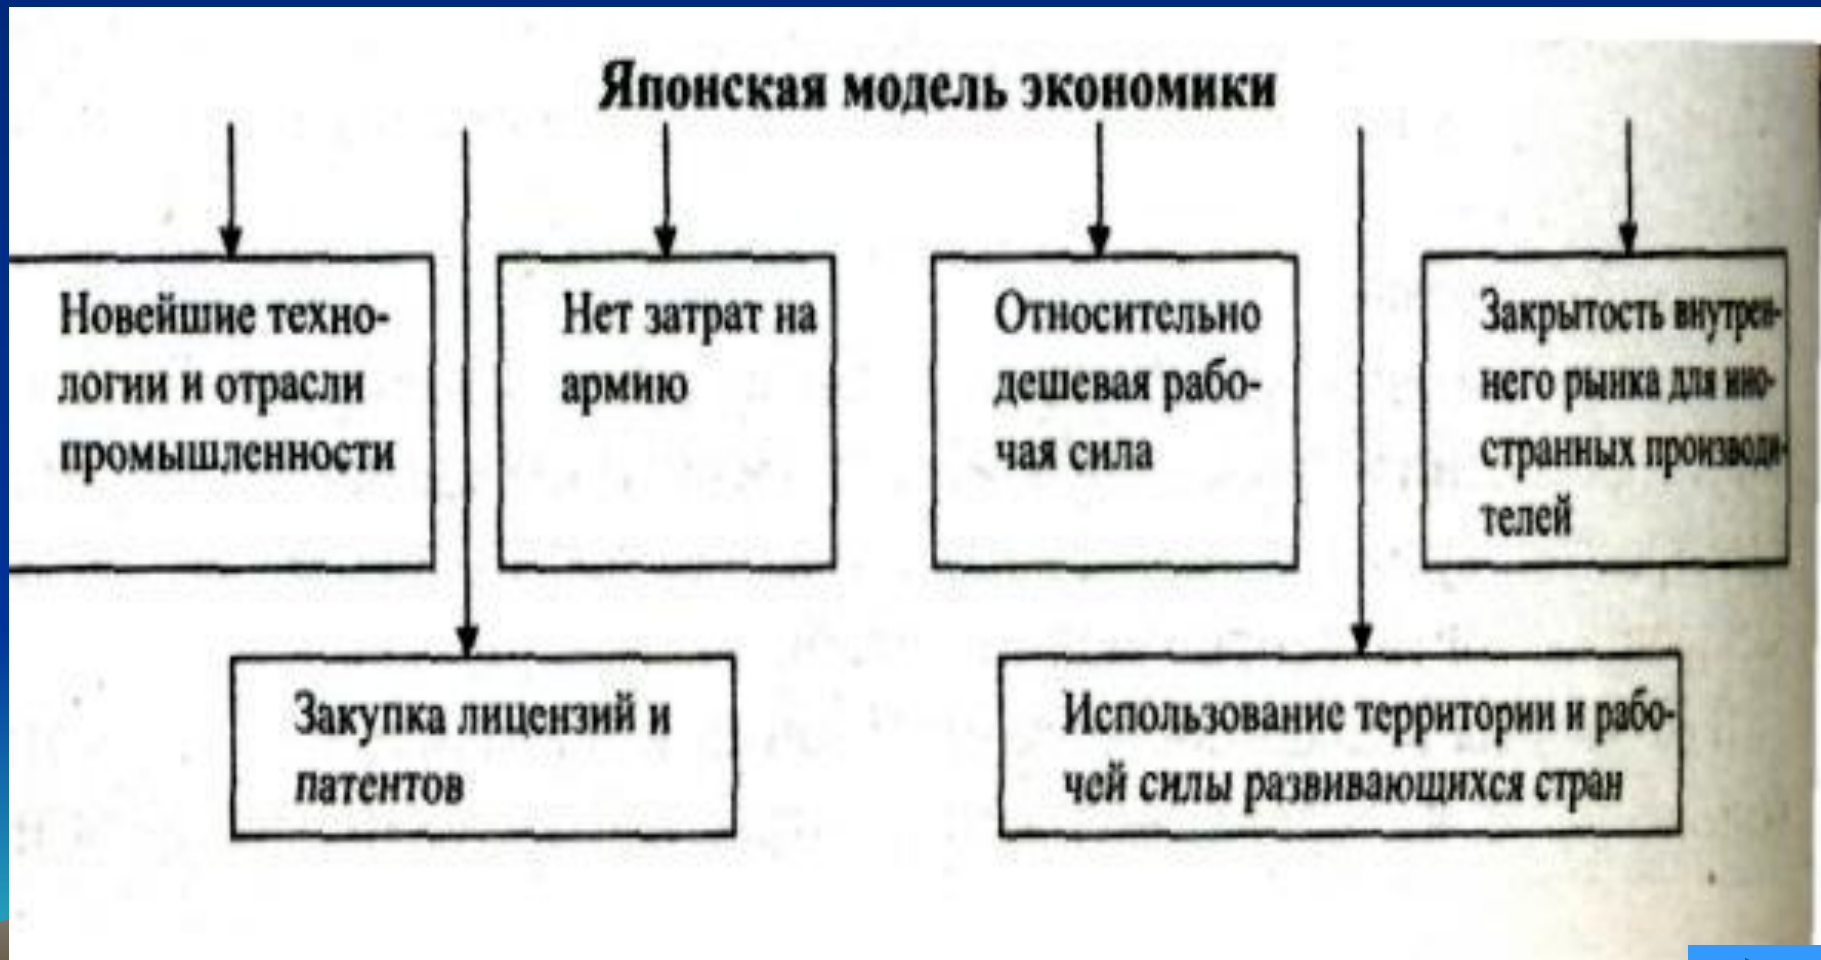 Японская модель экономики
Новейшие техно-
логии и отрасли
промышленности
Нет затрат на
армию
Относительно
дешевая рабо-
чая сила
Закрытость внутрен-
него рынка для ино-
странных производи-
телей
Закупка лицензий и
патентов
Использование территории и рабо-
чей силы развивающихся стран